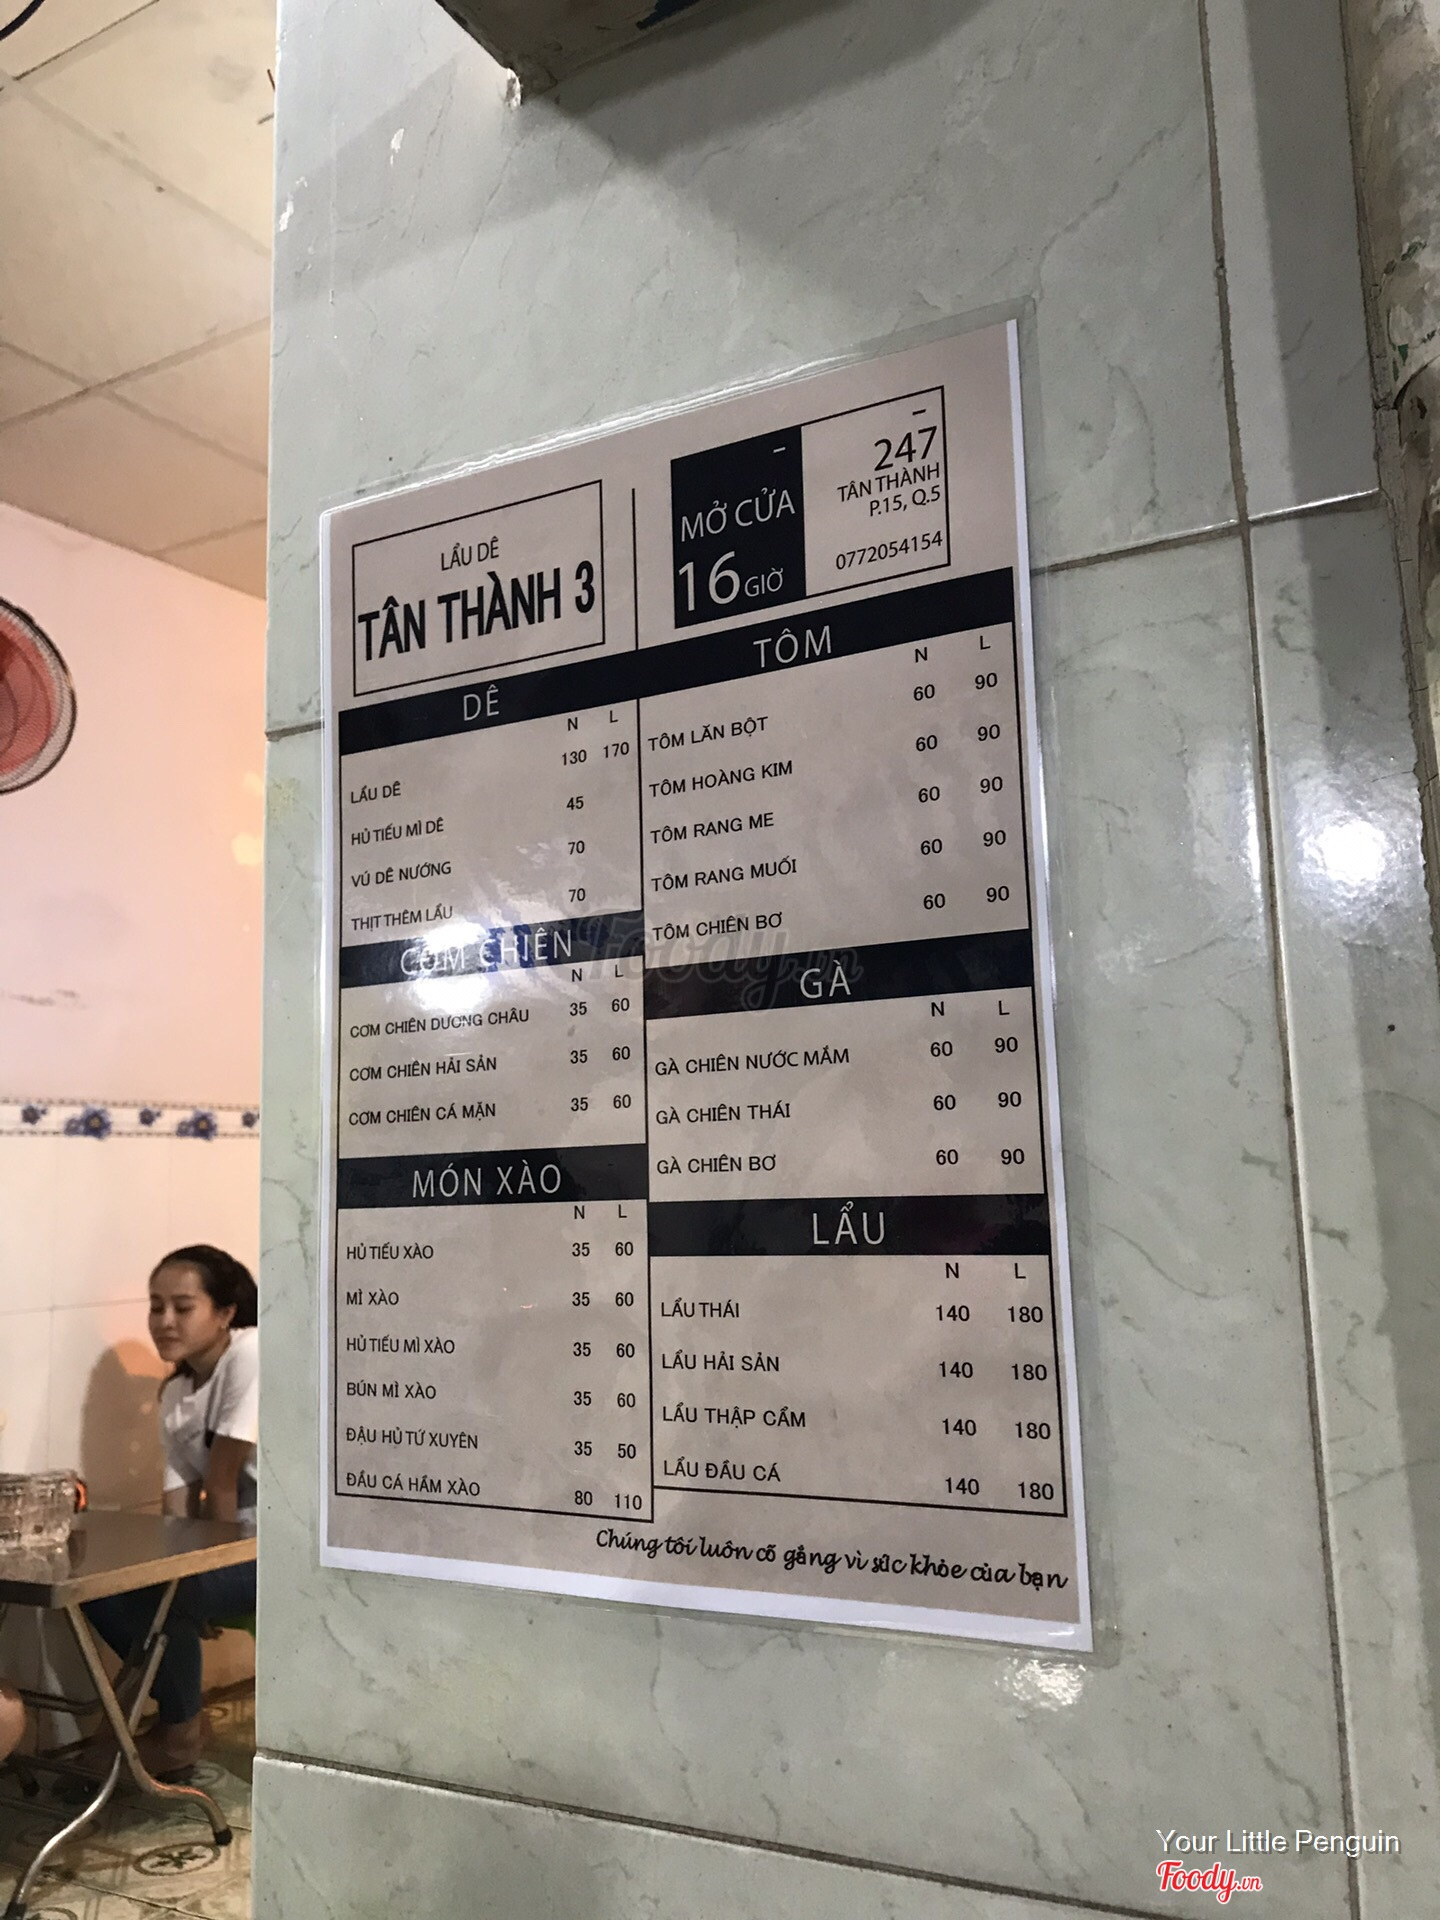 LẨU DÊ
TÂN THÀNH 3
MỞ CỬA
16 GIỜ
247
TÂN THÀNH
P.15, Q.5
0772054154
DÊ
N L
LẨU DÊ 130 170
HỦ TIẾU MÌ DÊ 45
VÚ DÊ NƯỚNG 70
THỊT THÊM LẨU 70
CƠM CHIÊN
N L
CƠM CHIÊN DƯƠNG CHÂU 35 60
CƠM CHIÊN HẢI SẢN 35 60
CƠM CHIÊN CÁ MẶN 35 60
MÓN XÀO
N L
HỦ TIẾU XÀO 35 60
MÌ XÀO 35 60
HỦ TIẾU MÌ XÀO 35 60
BÚN MÌ XÀO 35 60
ĐẬU HỦ TỨ XUYÊN 35 50
ĐẦU CÁ HẦM XÀO 80 110
TÔM
N L
TÔM LĂN BỘT 60 90
TÔM HOÀNG KIM 60 90
TÔM RANG ME 60 90
TÔM RANG MUỐI 60 90
TÔM CHIÊN BƠ 60 90
GÀ
N L
GÀ CHIÊN NƯỚC MẮM 60 90
GÀ CHIÊN THÁI 60 90
GÀ CHIÊN BƠ 60 90
LẨU
N L
LẨU THÁI 140 180
LẨU HẢI SẢN 140 180
LẨU THẬP CẨM 140 180
LẨU ĐẦU CÁ 140 180
Chúng tôi luôn cố gắng vì sức khỏe của bạn
Foody.vn
Your Little Penguin
Foody.vn